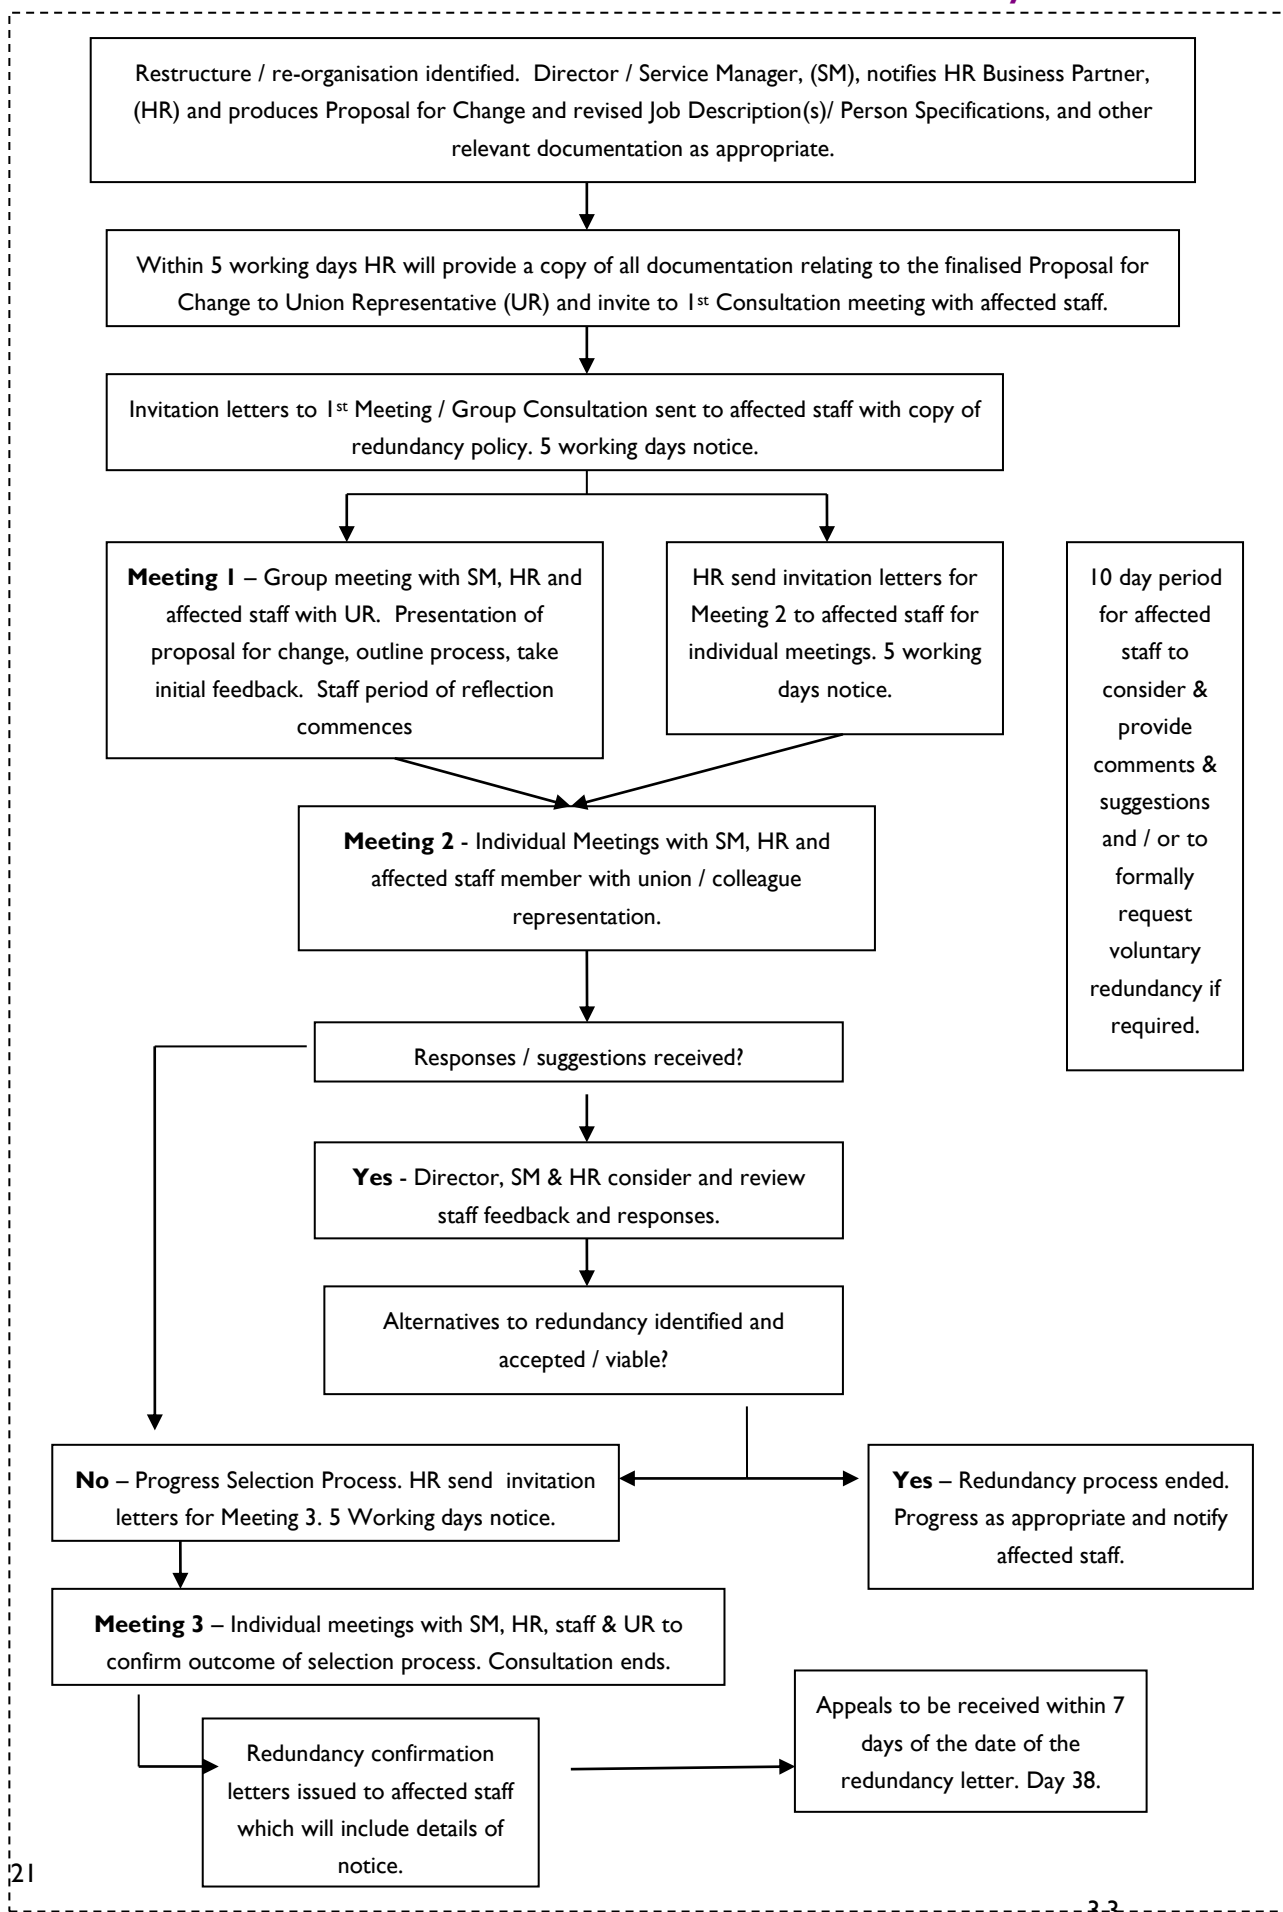 Restructure / re-organisation identified.  Director / Service Manager, (SM), notifies HR Business Partner,
(HR) and produces Proposal for Change and revised Job Description(s)/ Person Specifications, and other
relevant documentation as appropriate.
Within 5 working days HR will provide a copy of all documentation relating to the finalised Proposal for
Change to Union Representative (UR) and invite to 1st Consultation meeting with affected staff.
Invitation letters to 1st Meeting / Group Consultation sent to affected staff with copy of
redundancy policy. 5 working days notice.
Meeting 1 – Group meeting with SM, HR and
affected staff with UR.  Presentation of
proposal for change, outline process, take
initial feedback.  Staff period of reflection
commences
HR send invitation letters for
Meeting 2 to affected staff for
individual meetings. 5 working
days notice.
10 day period
for affected
staff to
consider &
provide
comments &
suggestions
and / or to
formally
request
voluntary
redundancy if
required.
Meeting 2 - Individual Meetings with SM, HR and
affected staff member with union / colleague
representation.
Responses / suggestions received?
Yes - Director, SM & HR consider and review
staff feedback and responses.
Alternatives to redundancy identified and
accepted / viable?
No – Progress Selection Process. HR send  invitation
letters for Meeting 3. 5 Working days notice.
Yes – Redundancy process ended.
Progress as appropriate and notify
affected staff.
Meeting 3 – Individual meetings with SM, HR, staff & UR to
confirm outcome of selection process. Consultation ends.
Redundancy confirmation
letters issued to affected staff
which will include details of
notice.
Appeals to be received within 7
days of the date of the
redundancy letter. Day 38.
21